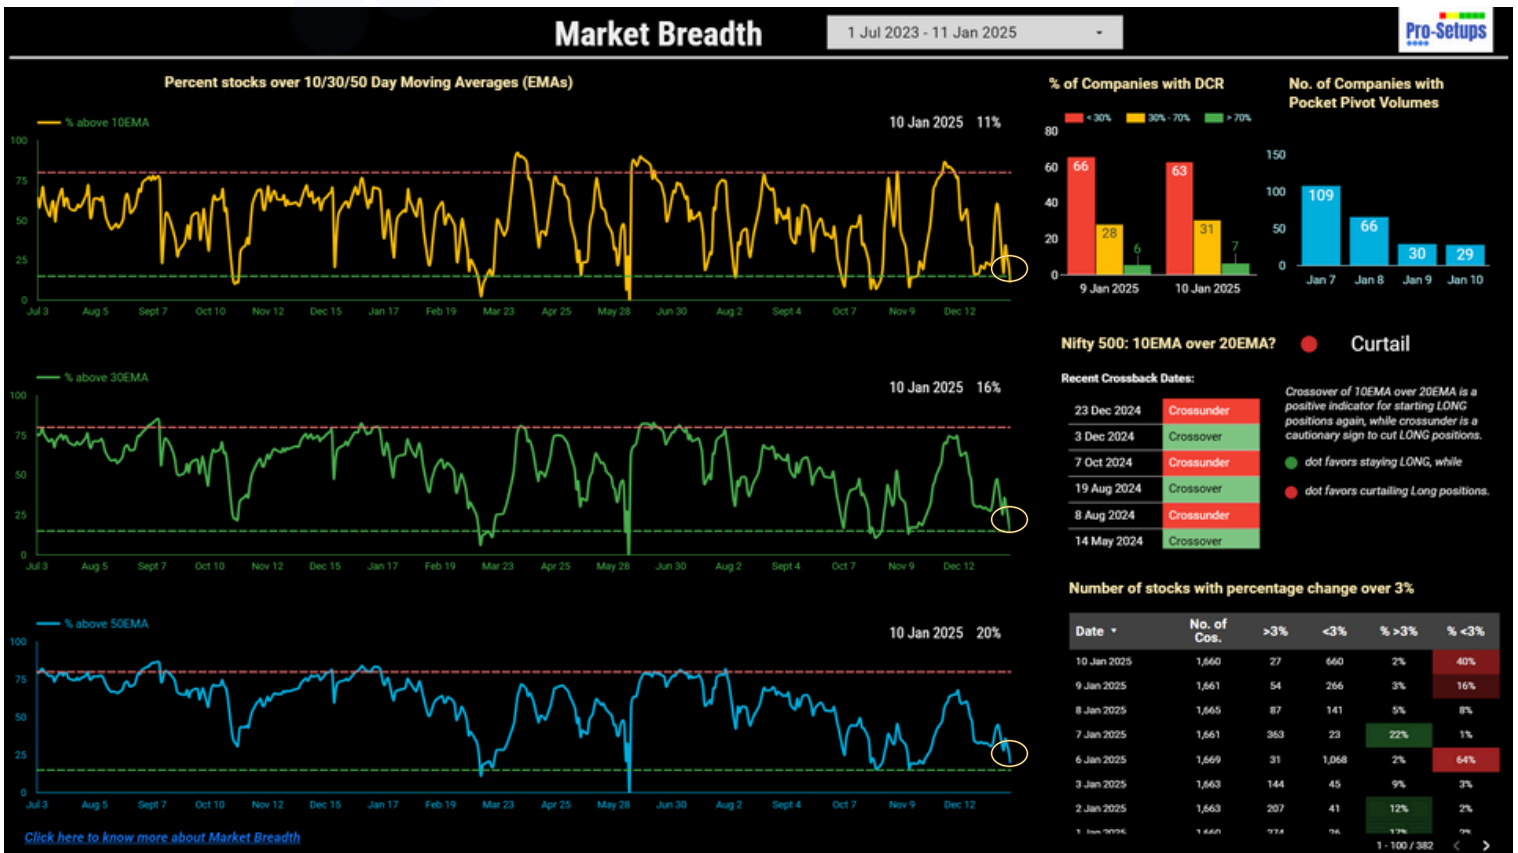 Market Breadth
1 Jul 2023 - 11 Jan 2025
Pro-Setups
Percent stocks over 10/30/50 Day Moving Averages (EMAs)
% above 10EMA
10 Jan 2025 11%
100
75
50
25
0
Jul 3 Aug 5 Sept 7 Oct 10 Nov 12 Dec 15 Jan 17 Feb 19 Mar 23 Apr 25 May 28 Jun 30 Aug 2 Sept 4 Oct 7 Nov 9 Dec 12
% above 30EMA
10 Jan 2025 16%
100
75
50
25
0
Jul 3 Aug 5 Sept 7 Oct 10 Nov 12 Dec 15 Jan 17 Feb 19 Mar 23 Apr 25 May 28 Jun 30 Aug 2 Sept 4 Oct 7 Nov 9 Dec 12
% above 50EMA
10 Jan 2025 20%
100
75
50
25
0
Jul 3 Aug 5 Sept 7 Oct 10 Nov 12 Dec 15 Jan 17 Feb 19 Mar 23 Apr 25 May 28 Jun 30 Aug 2 Sept 4 Oct 7 Nov 9 Dec 12
Click here to know more about Market Breadth
% of Companies with DCR
< 30% 30% - 70% > 70%
80
60
40
20
0
66 28 6
63 31 7
9 Jan 2025 10 Jan 2025
No. of Companies with
Pocket Pivot Volumes
150
100
50
0
109 66 30 29
Jan 7 Jan 8 Jan 9 Jan 10
Nifty 500: 10EMA over 20EMA? Curtail
Recent Crossback Dates:
23 Dec 2024 Crossunder
3 Dec 2024 Crossover
7 Oct 2024 Crossunder
19 Aug 2024 Crossover
8 Aug 2024 Crossunder
14 May 2024 Crossover
Crossover of 10EMA over 20EMA is a
positive indicator for starting LONG
positions again, while crossunder is a
cautionary sign to cut LONG positions.
dot favors staying LONG, while
dot favors curtailing Long positions.
Number of stocks with percentage change over 3%
Date No. of Cos. >3% <3% % >3% % <3%
10 Jan 2025 1,660 27 660 2% 40%
9 Jan 2025 1,661 54 266 3% 16%
8 Jan 2025 1,665 87 141 5% 8%
7 Jan 2025 1,661 363 23 22% 1%
6 Jan 2025 1,669 31 1,068 2% 64%
3 Jan 2025 1,663 144 45 9% 3%
2 Jan 2025 1,663 207 41 12% 2%
1 Jan 2025 1,660 274 26 17% 2%
1 - 100 / 382